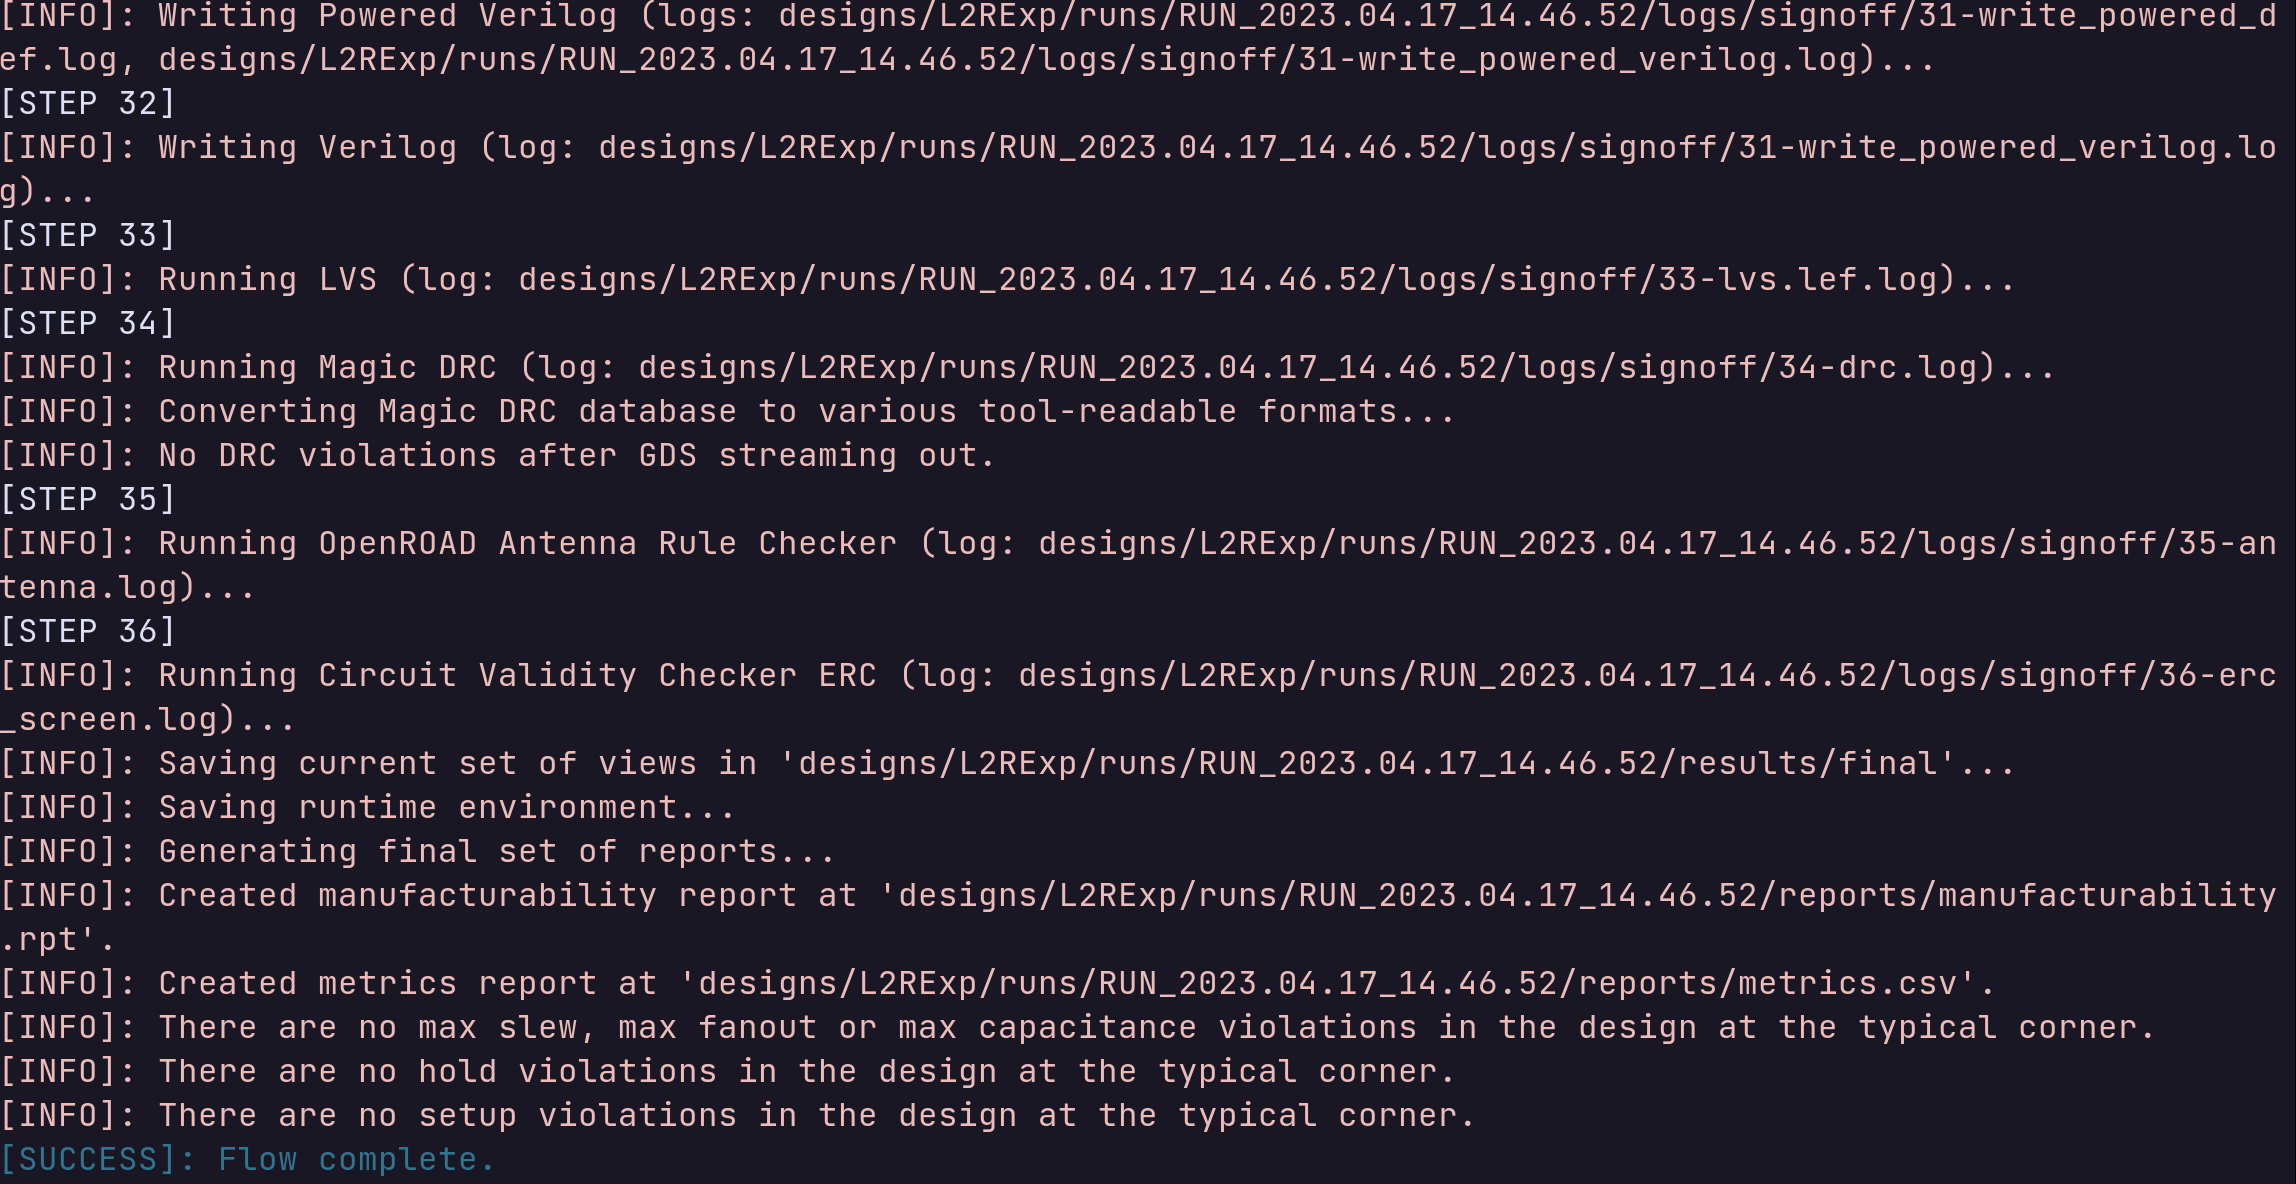 [INFO]: Writing Powered Verilog (logs: designs/L2RExp/runs/RUN_2023.04.17_14.46.52/logs/signoff/31-write_powered_d
ef.log, designs/L2RExp/runs/RUN_2023.04.17_14.46.52/logs/signoff/31-write_powered_verilog.log)...
[STEP 32]
[INFO]: Writing Verilog (log: designs/L2RExp/runs/RUN_2023.04.17_14.46.52/logs/signoff/31-write_powered_verilog.lo
g)...
[STEP 33]
[INFO]: Running LVS (log: designs/L2RExp/runs/RUN_2023.04.17_14.46.52/logs/signoff/33-lvs.lef.log)...
[STEP 34]
[INFO]: Running Magic DRC (log: designs/L2RExp/runs/RUN_2023.04.17_14.46.52/logs/signoff/34-drc.log)...
[INFO]: Converting Magic DRC database to various tool-readable formats...
[INFO]: No DRC violations after GDS streaming out.
[STEP 35]
[INFO]: Running OpenROAD Antenna Rule Checker (log: designs/L2RExp/runs/RUN_2023.04.17_14.46.52/logs/signoff/35-an
tenna.log)...
[STEP 36]
[INFO]: Running Circuit Validity Checker ERC (log: designs/L2RExp/runs/RUN_2023.04.17_14.46.52/logs/signoff/36-erc
_screen.log)...
[INFO]: Saving current set of views in 'designs/L2RExp/runs/RUN_2023.04.17_14.46.52/results/final'...
[INFO]: Saving runtime environment...
[INFO]: Generating final set of reports...
[INFO]: Created manufacturability report at 'designs/L2RExp/runs/RUN_2023.04.17_14.46.52/reports/manufacturability
.rpt'.
[INFO]: Created metrics report at 'designs/L2RExp/runs/RUN_2023.04.17_14.46.52/reports/metrics.csv'.
[INFO]: There are no max slew, max fanout or max capacitance violations in the design at the typical corner.
[INFO]: There are no hold violations in the design at the typical corner.
[INFO]: There are no setup violations in the design at the typical corner.
[SUCCESS]: Flow complete.